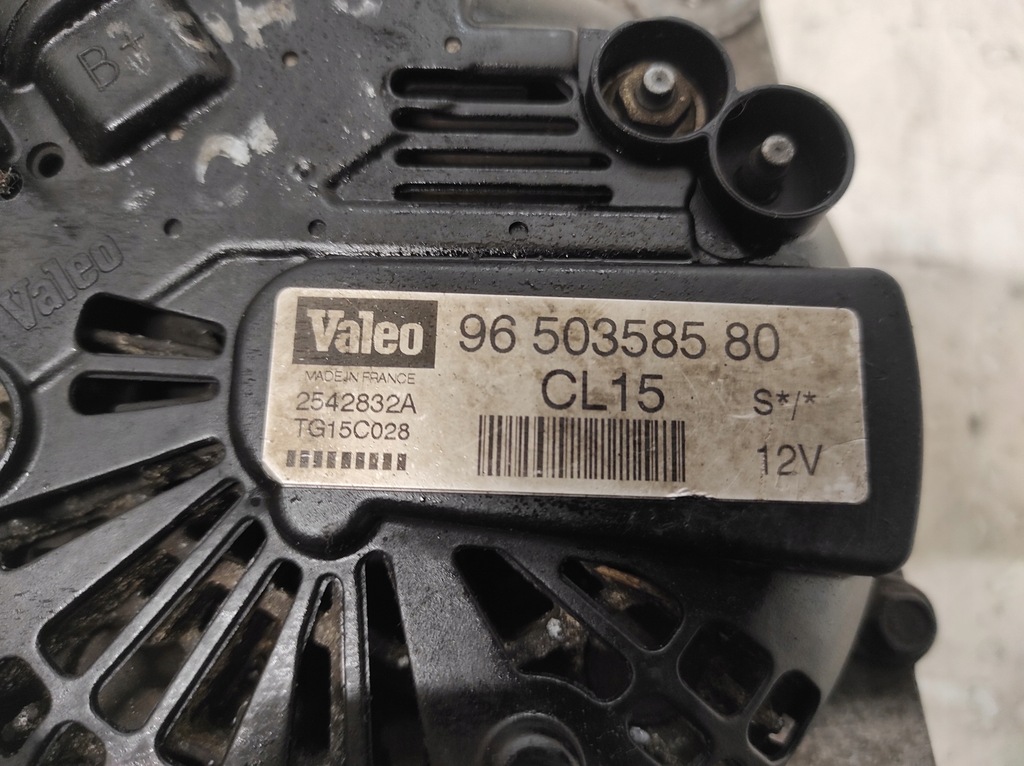 B+
Valeo
Valeo 96 503585 80
MADE IN FRANCE
CL15 S*/*
2542832A
TG15C028
12V